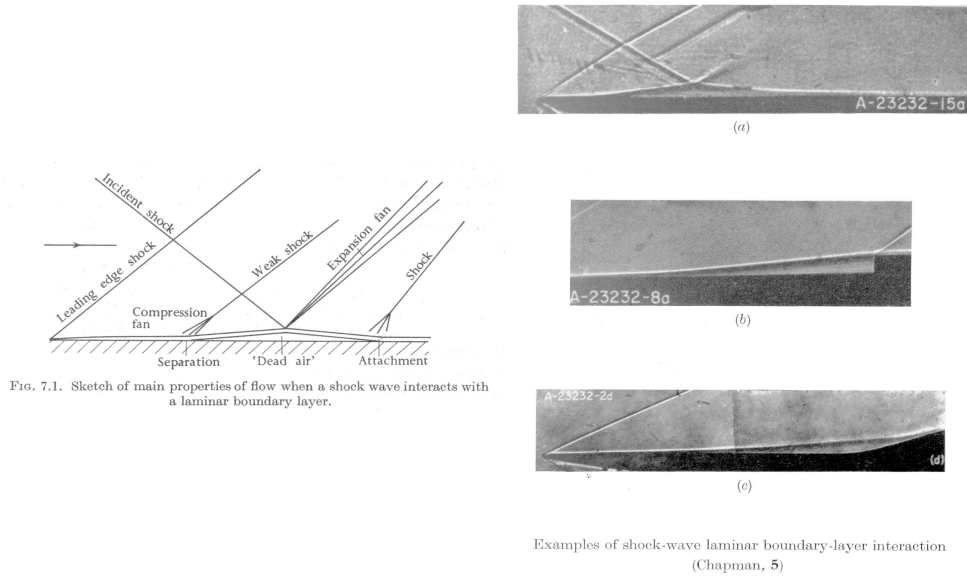 Incident shock
Leading edge shock
Compression
fan
Weak shock
Expansion fan
Shock
Separation
'Dead air'
Attachment
FIG. 7.1. Sketch of main properties of flow when a shock wave interacts with
a laminar boundary layer.
A-23232-15a
(a)
A-23232-8a
(b)
A-23232-2d
(d)
(c)
Examples of shock-wave laminar boundary-layer interaction
(Chapman, 5)